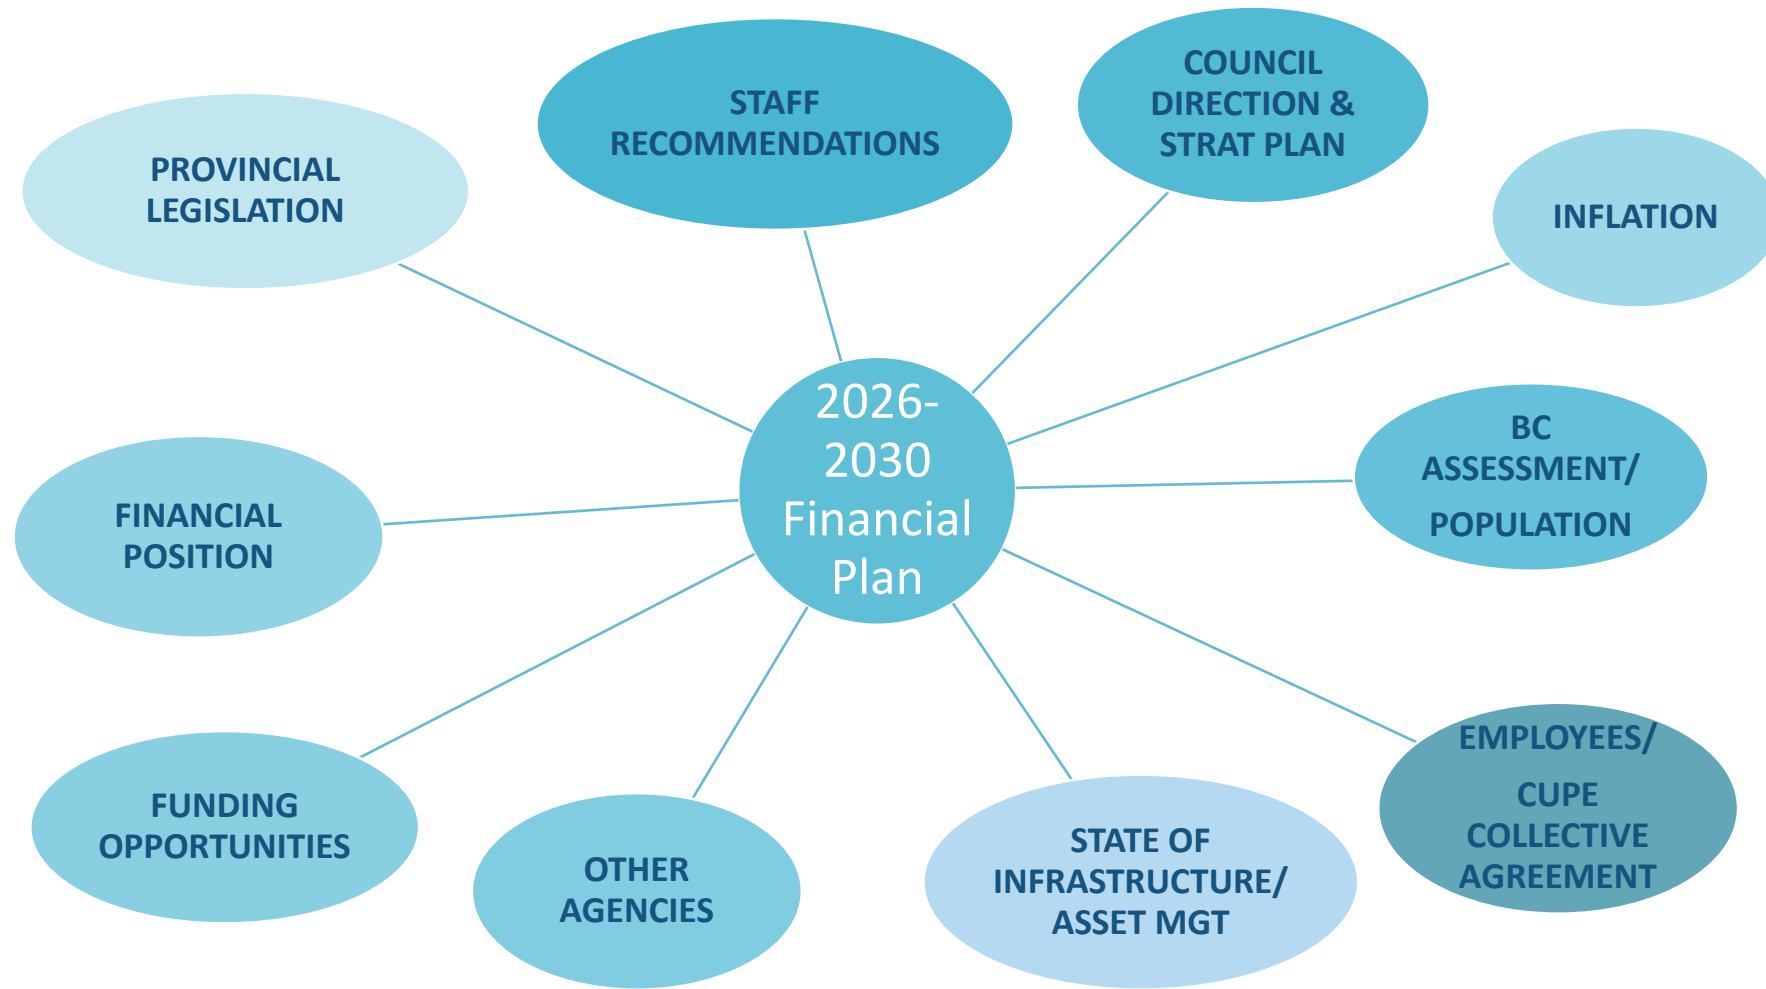 PROVINCIAL
LEGISLATION
STAFF
RECOMMENDATIONS
COUNCIL
DIRECTION &
STRAT PLAN
INFLATION
2026-
2030
Financial
Plan
BC
ASSESSMENT/
POPULATION
FINANCIAL
POSITION
FUNDING
OPPORTUNITIES
OTHER
AGENCIES
STATE OF
INFRASTRUCTURE/
ASSET MGT
EMPLOYEES/
CUPE
COLLECTIVE
AGREEMENT